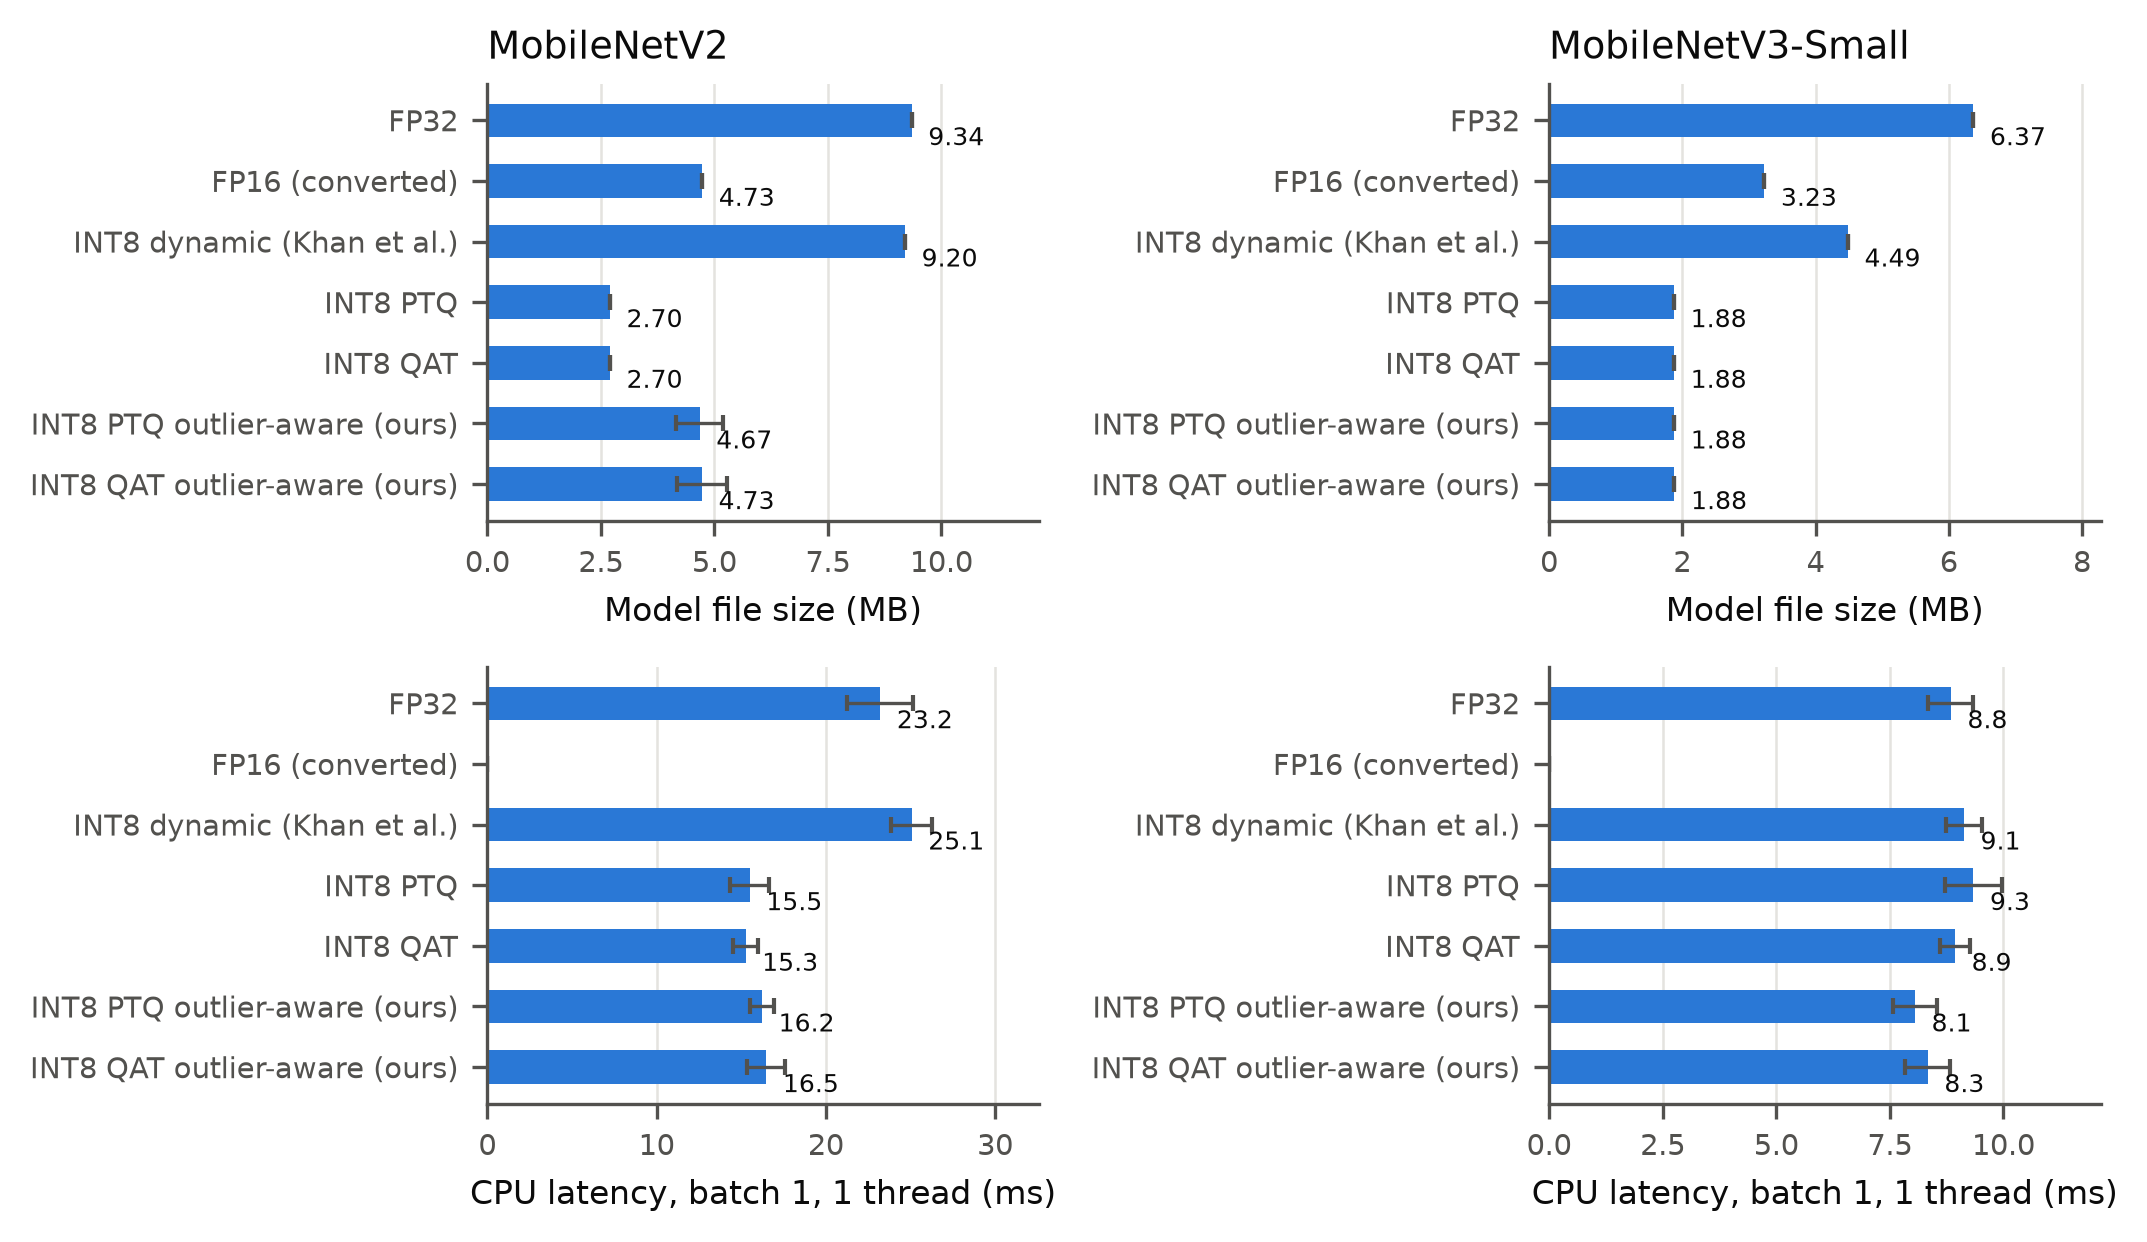 MobileNetV2
FP32
9.34
FP16 (converted)
4.73
INT8 dynamic (Khan et al.)
9.20
INT8 PTQ
2.70
INT8 QAT
2.70
INT8 PTQ outlier-aware (ours)
4.67
INT8 QAT outlier-aware (ours)
4.73
0.0 2.5 5.0 7.5 10.0
Model file size (MB)
MobileNetV3-Small
FP32
6.37
FP16 (converted)
3.23
INT8 dynamic (Khan et al.)
4.49
INT8 PTQ
1.88
INT8 QAT
1.88
INT8 PTQ outlier-aware (ours)
1.88
INT8 QAT outlier-aware (ours)
1.88
0 2 4 6 8
Model file size (MB)
FP32
23.2
FP16 (converted)
INT8 dynamic (Khan et al.)
25.1
INT8 PTQ
15.5
INT8 QAT
15.3
INT8 PTQ outlier-aware (ours)
16.2
INT8 QAT outlier-aware (ours)
16.5
0 10 20 30
CPU latency, batch 1, 1 thread (ms)
FP32
8.8
FP16 (converted)
INT8 dynamic (Khan et al.)
9.1
INT8 PTQ
9.3
INT8 QAT
8.9
INT8 PTQ outlier-aware (ours)
8.1
INT8 QAT outlier-aware (ours)
8.3
0.0 2.5 5.0 7.5 10.0
CPU latency, batch 1, 1 thread (ms)